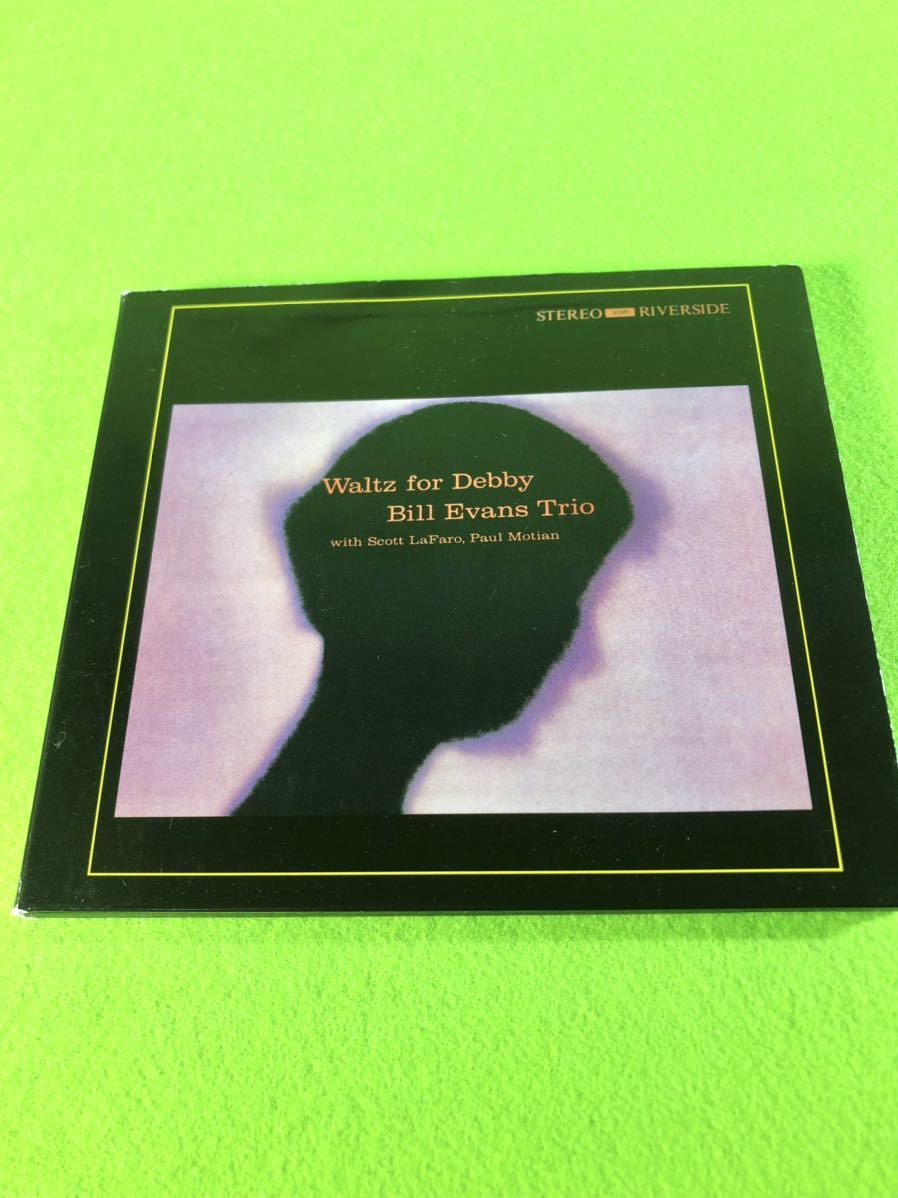 STEREO RIVERSIDE
Waltz for Debby
Bill Evans Trio
with Scott LaFaro, Paul Motian